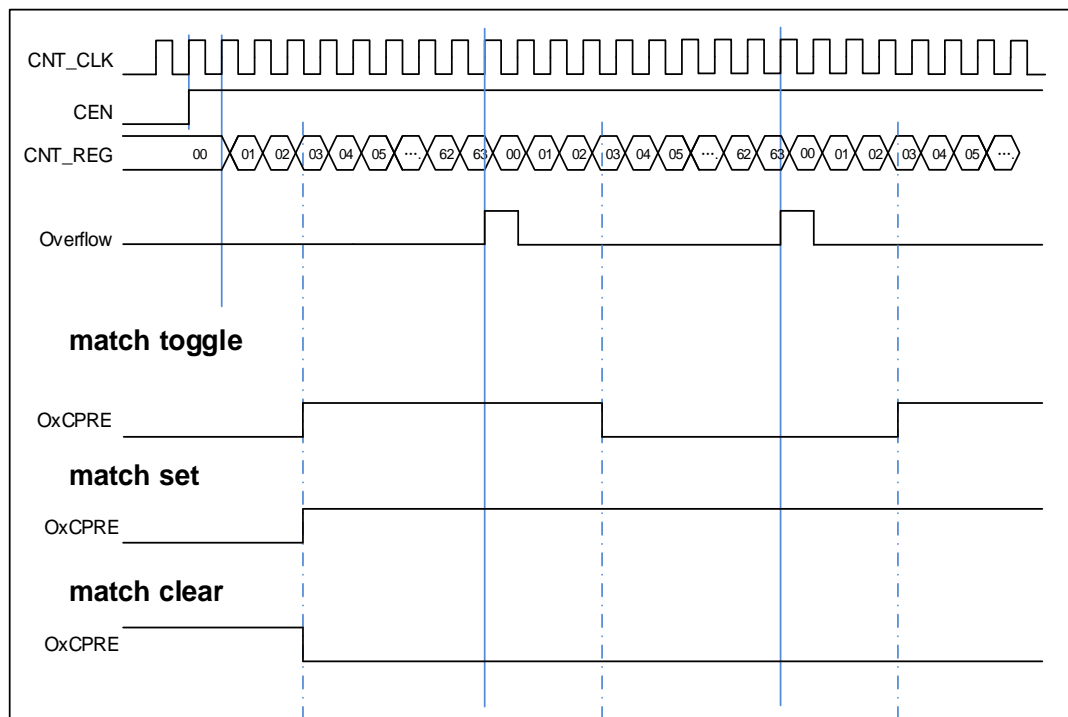 CNT_CLK
CEN
CNT_REG 00 01 02 03 04 05 ···. 62 63 00 01 02 03 04 05 ···. 62 63 00 01 02 03 04 05 ···.
Overflow
match toggle
OxCPRE
match set
OxCPRE
match clear
OxCPRE